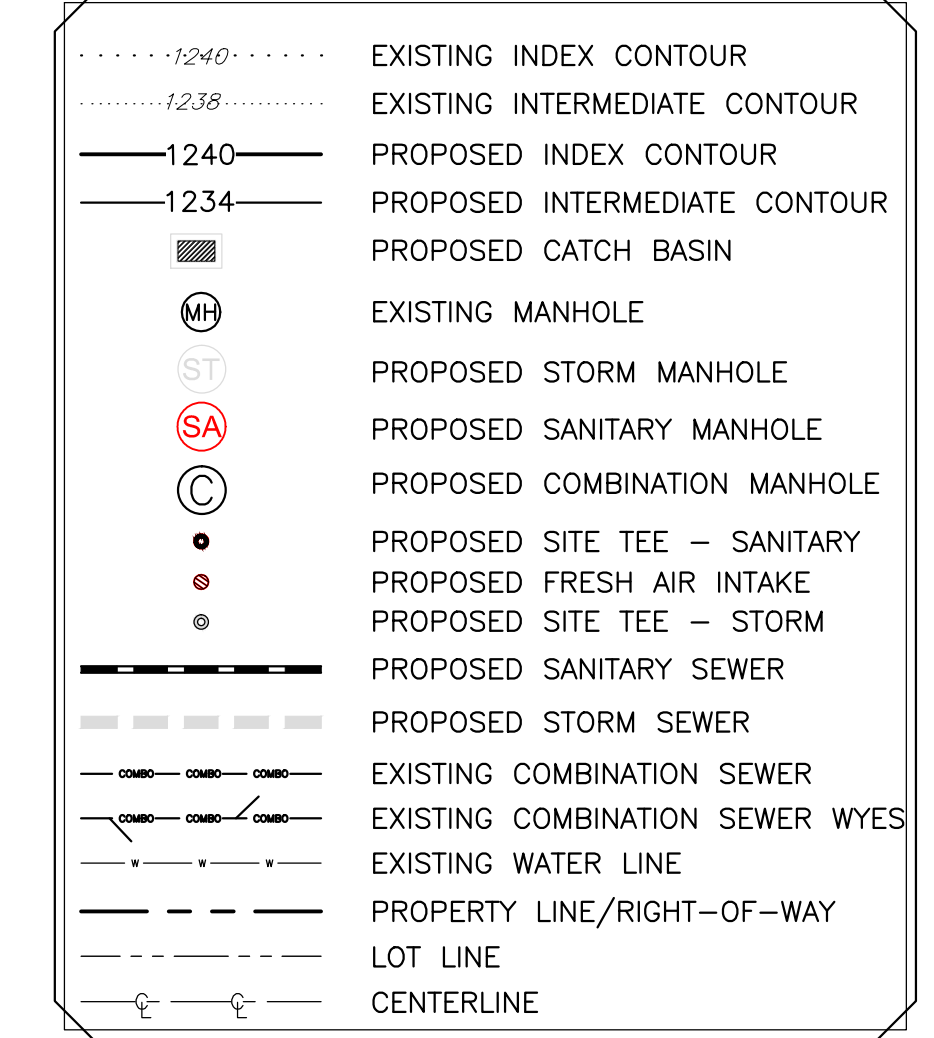 1240 EXISTING INDEX CONTOUR
1238 EXISTING INTERMEDIATE CONTOUR
1240 PROPOSED INDEX CONTOUR
1234 PROPOSED INTERMEDIATE CONTOUR
PROPOSED CATCH BASIN
MH EXISTING MANHOLE
ST PROPOSED STORM MANHOLE
SA PROPOSED SANITARY MANHOLE
C PROPOSED COMBINATION MANHOLE
PROPOSED SITE TEE – SANITARY
PROPOSED FRESH AIR INTAKE
PROPOSED SITE TEE – STORM
PROPOSED SANITARY SEWER
PROPOSED STORM SEWER
COMBO COMBO COMBO EXISTING COMBINATION SEWER
COMBO COMBO COMBO EXISTING COMBINATION SEWER WYES
W W W EXISTING WATER LINE
PROPERTY LINE/RIGHT–OF–WAY
LOT LINE
℄ ℄ CENTERLINE